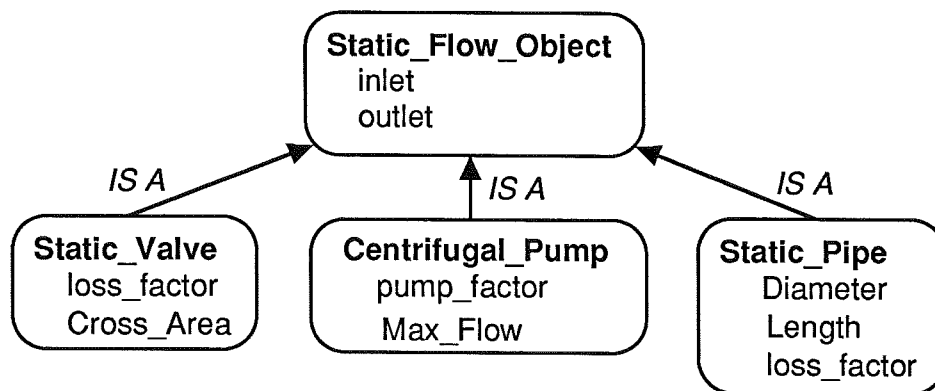 Static_Flow_Object
inlet
outlet
IS A
IS A
IS A
Static_Valve
loss_factor
Cross_Area
Centrifugal_Pump
pump_factor
Max_Flow
Static_Pipe
Diameter
Length
loss_factor